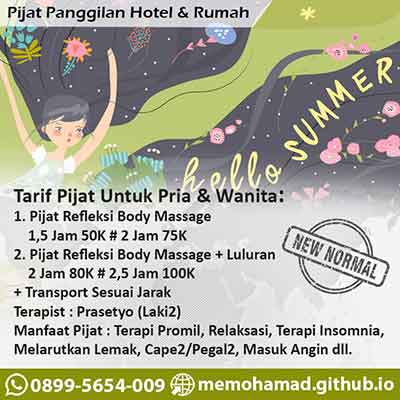 Pijat Panggilan Hotel & Rumah
hello SUMMER
Tarif Pijat Untuk Pria & Wanita:
1. Pijat Refleksi Body Massage
1,5 Jam 50K # 2 Jam 75K
2. Pijat Refleksi Body Massage + Luluran
2 Jam 80K # 2,5 Jam 100K
+ Transport Sesuai Jarak
Terapist : Prasetyo (Laki2)
Manfaat Pijat : Terapi Promil, Relaksasi, Terapi Insomnia,
Melarutkan Lemak, Cape2/Pegal2, Masuk Angin dll.
NEW NORMAL
0899-5654-009 memohamad.github.io